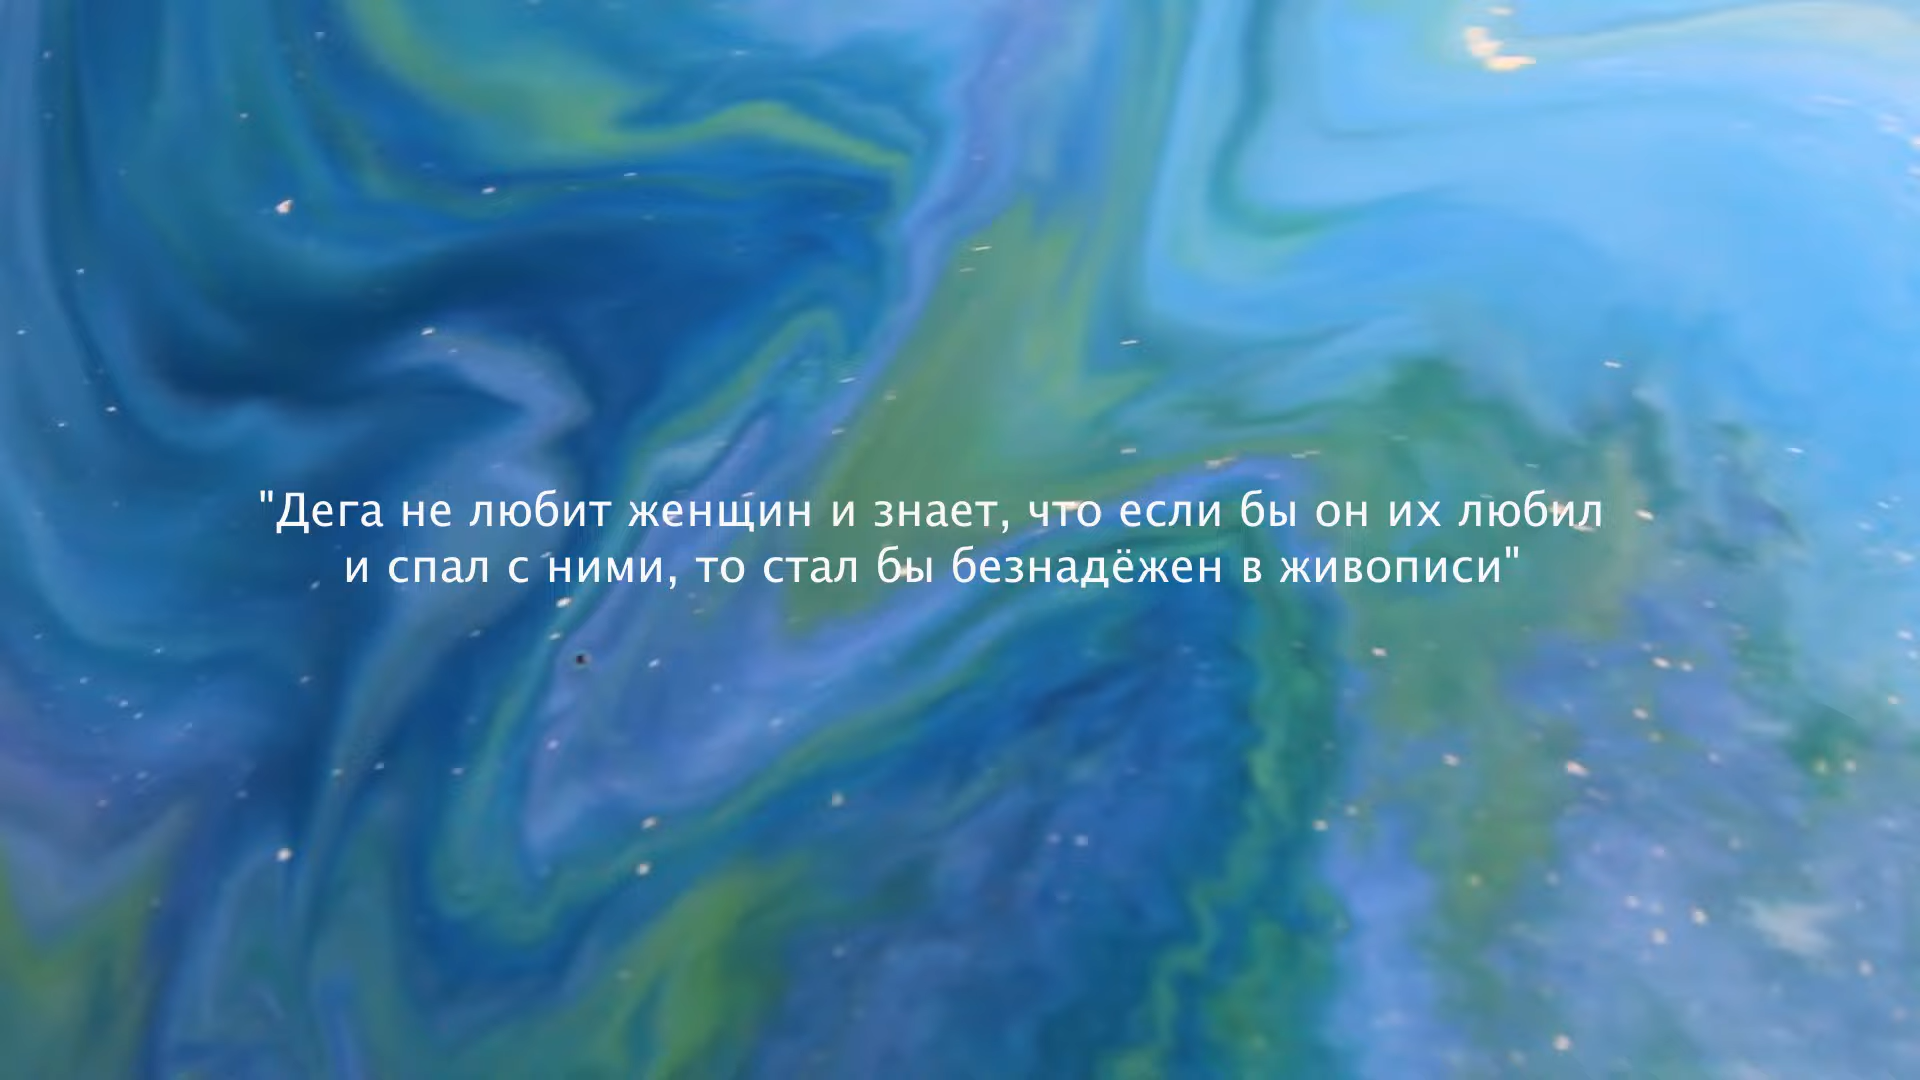 "Дега не любит женщин и знает, что если бы он их любил
и спал с ними, то стал бы безнадёжен в живописи"